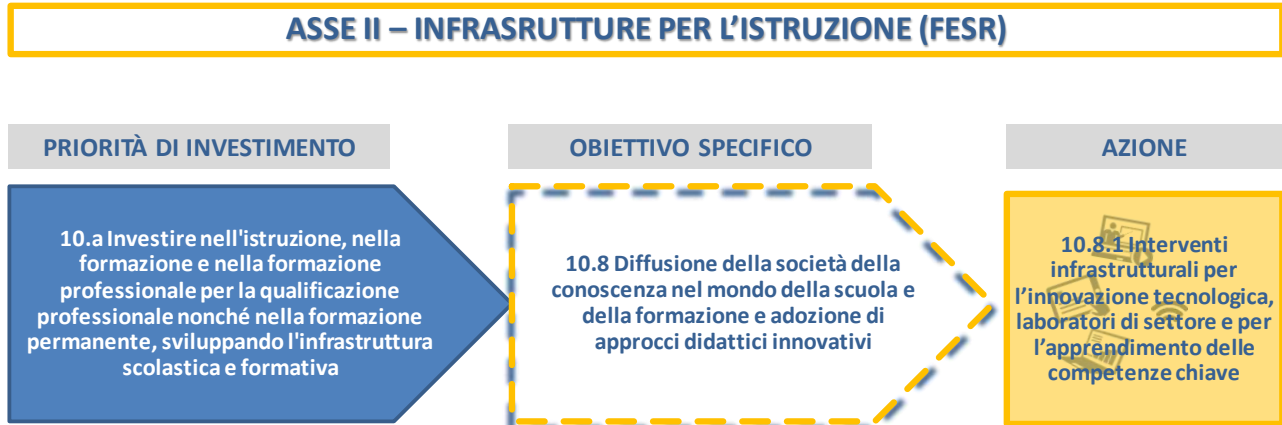 ASSE II – INFRASRUTTURE PER L’ISTRUZIONE (FESR)
PRIORITÀ DI INVESTIMENTO
OBIETTIVO SPECIFICO
AZIONE
10.a Investire nell'istruzione, nella
formazione e nella formazione
professionale per la qualificazione
professionale nonché nella formazione
permanente, sviluppando l'infrastruttura
scolastica e formativa
10.8 Diffusione della società della
conoscenza nel mondo della scuola e
della formazione e adozione di
approcci didattici innovativi
10.8.1 Interventi
infrastrutturali per
l’innovazione tecnologica,
laboratori di settore e per
l’apprendimento delle
competenze chiave